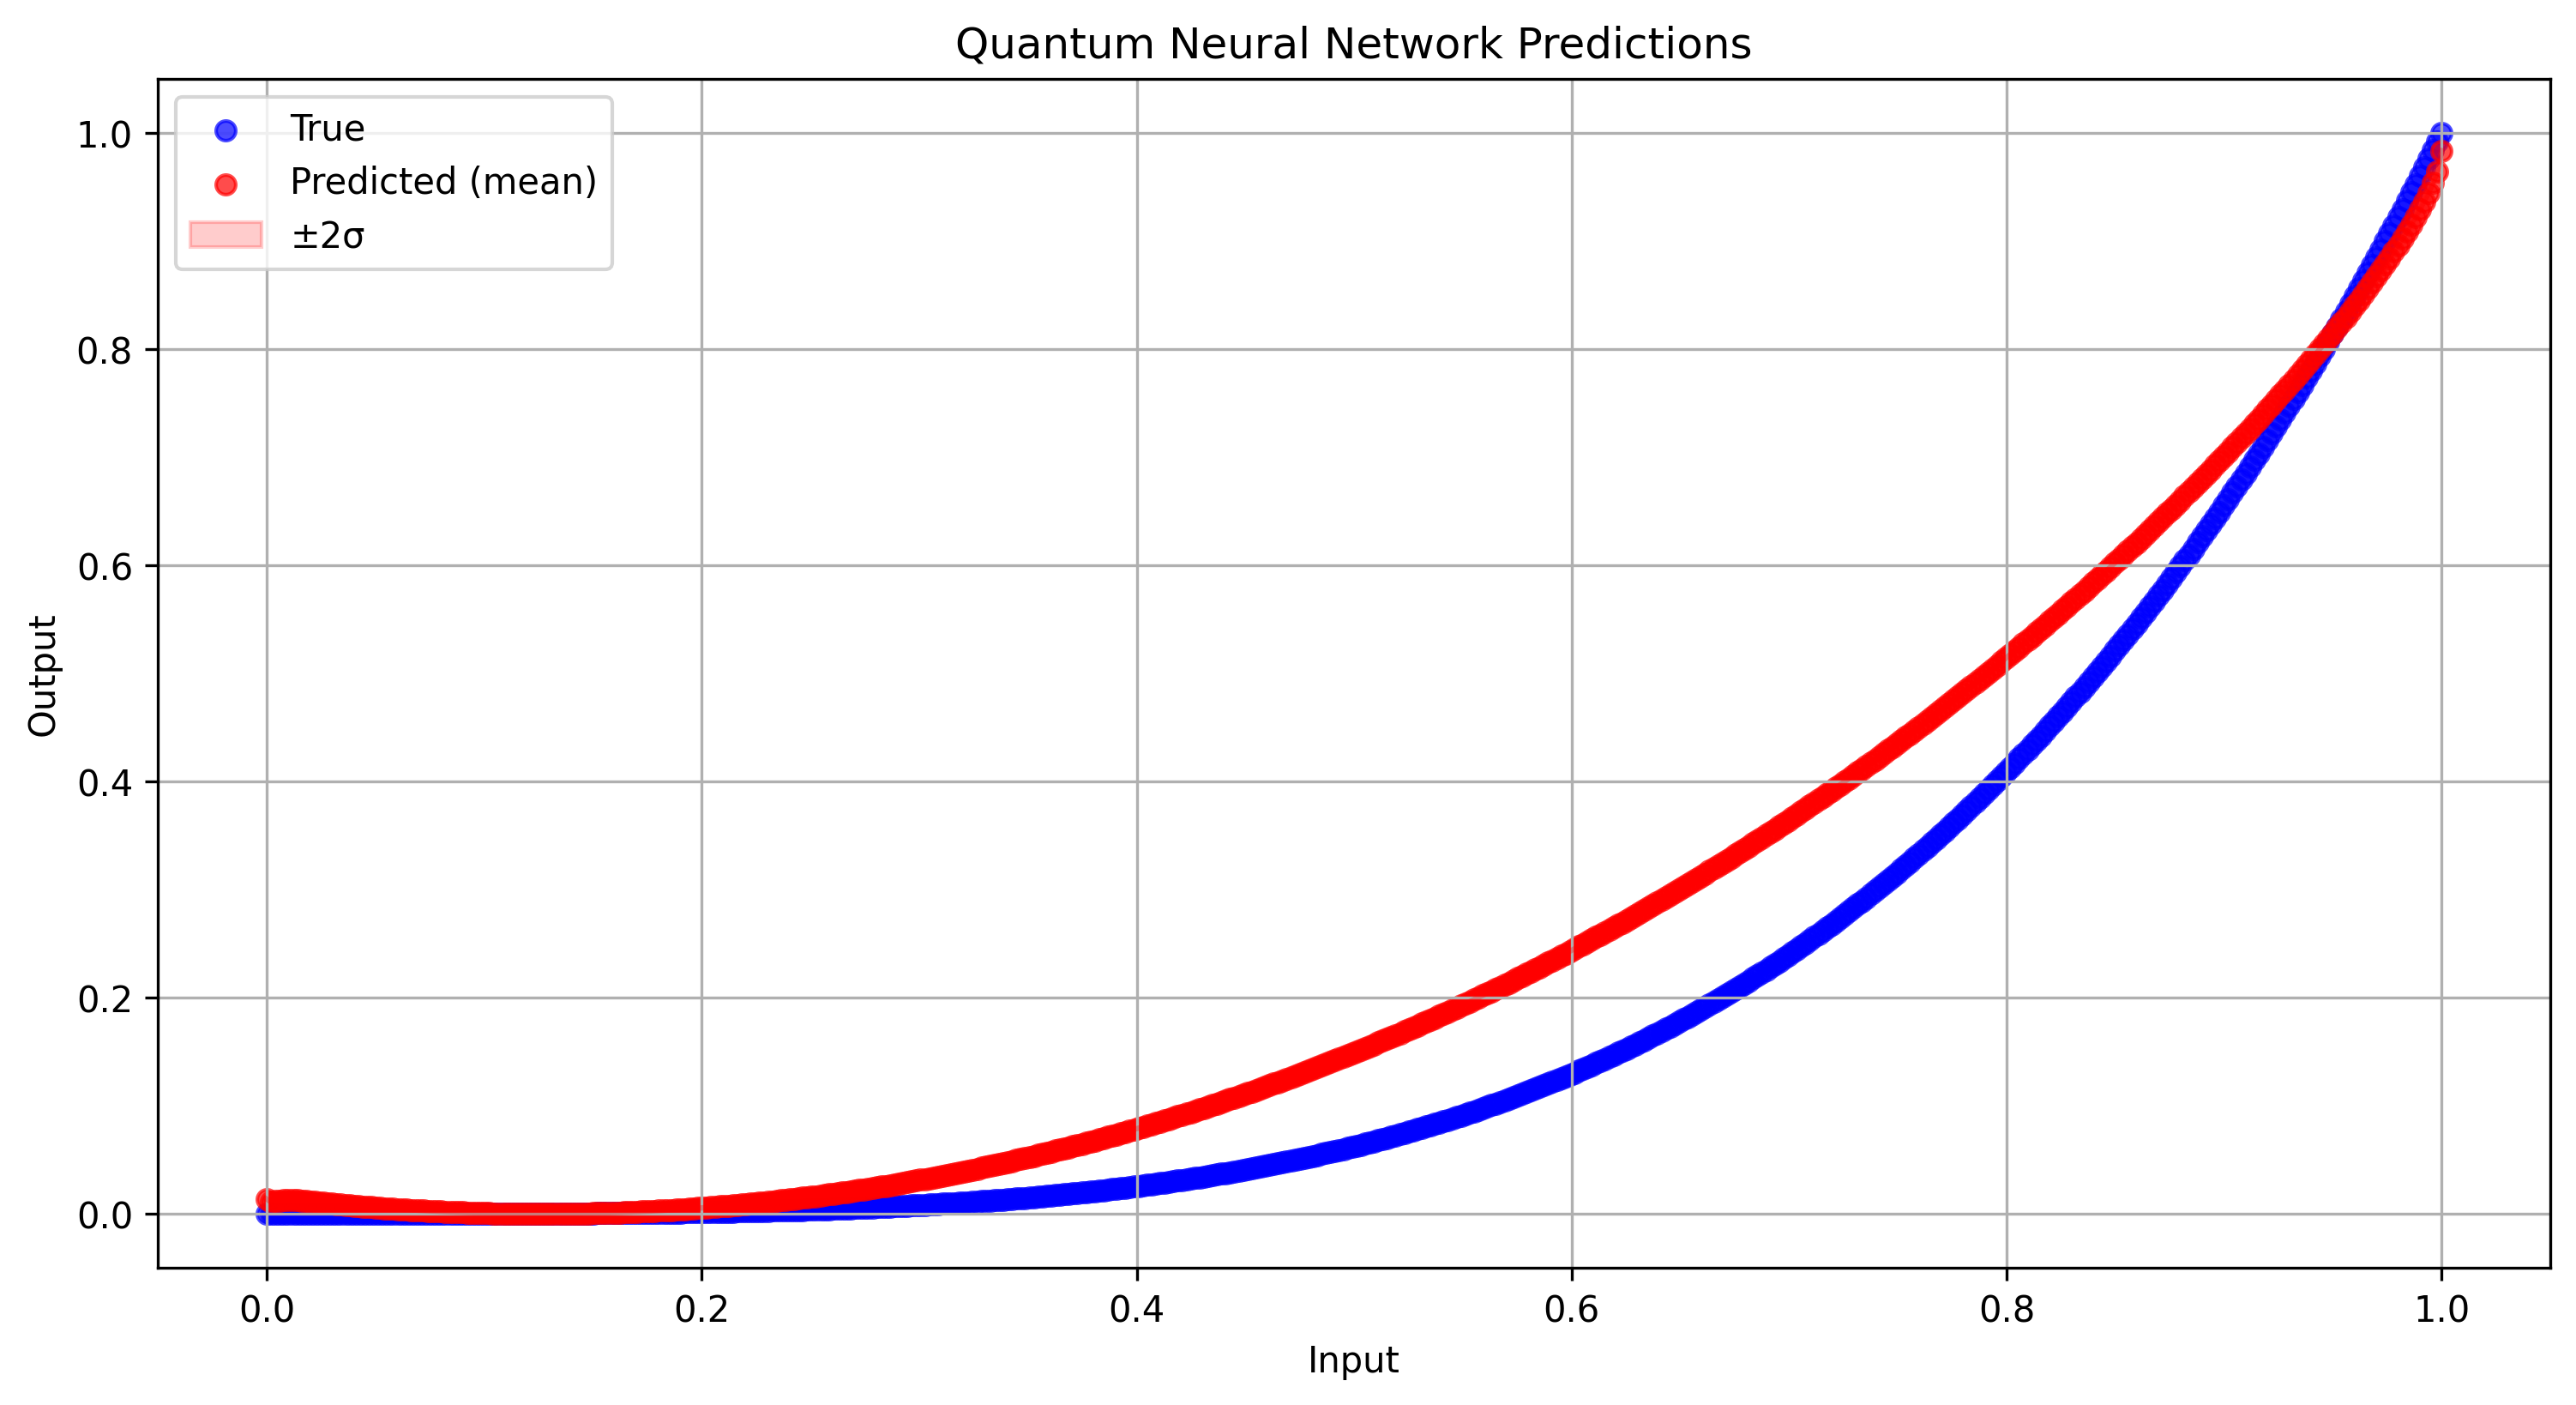 Quantum Neural Network Predictions
True
Predicted (mean)
±2σ
1.0
0.8
0.6
0.4
0.2
0.0
Output
0.0 0.2 0.4 0.6 0.8 1.0
Input